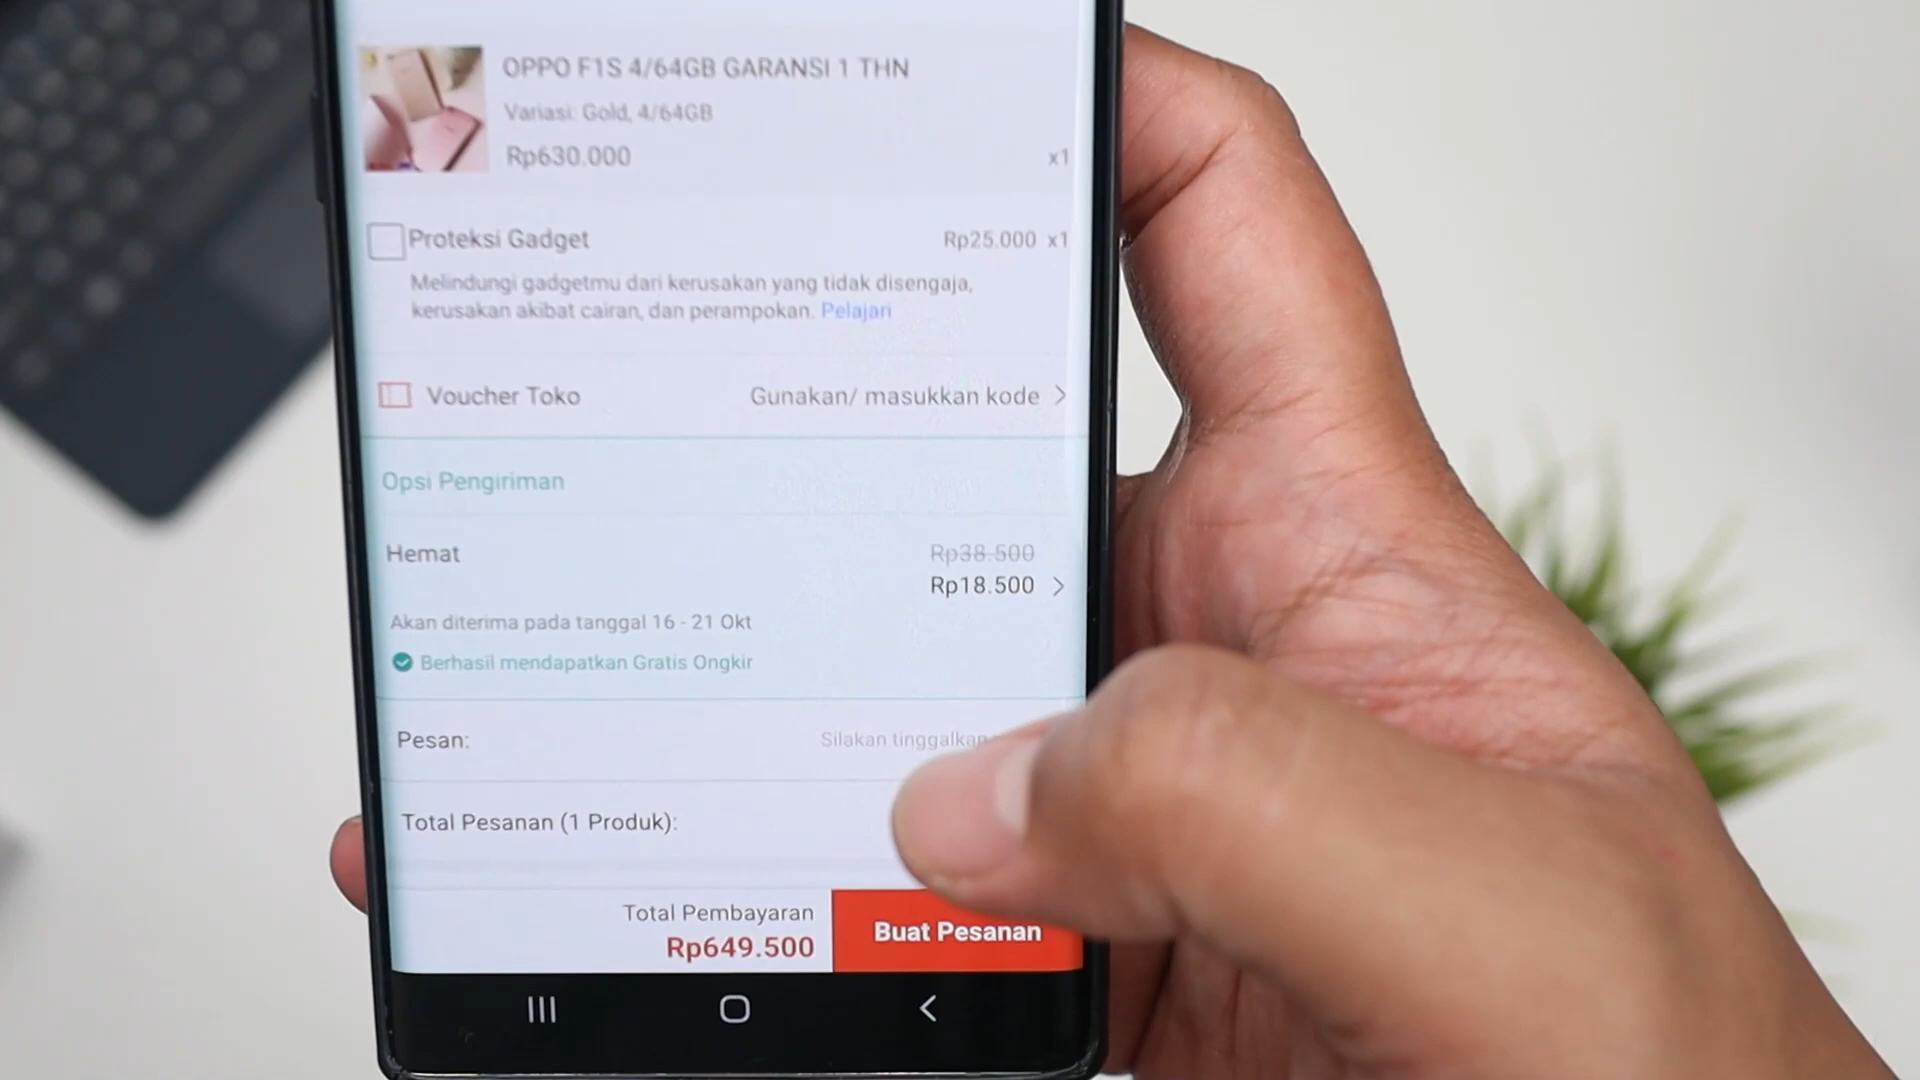 OPPO F1S 4/64GB GARANSI 1 THN
Variasi: Gold, 4/64GB
Rp630.000 x1
Proteksi Gadget Rp25.000 x1
Melindungi gadgetmu dari kerusakan yang tidak disengaja,
kerusakan akibat cairan, dan perampokan. Pelajari
Voucher Toko Gunakan/ masukkan kode
Opsi Pengiriman
Hemat Rp38.500
Rp18.500
Akan diterima pada tanggal 16 - 21 Okt
Berhasil mendapatkan Gratis Ongkir
Pesan: Silakan tinggalkan
Total Pesanan (1 Produk):
Total Pembayaran
Rp649.500
Buat Pesanan